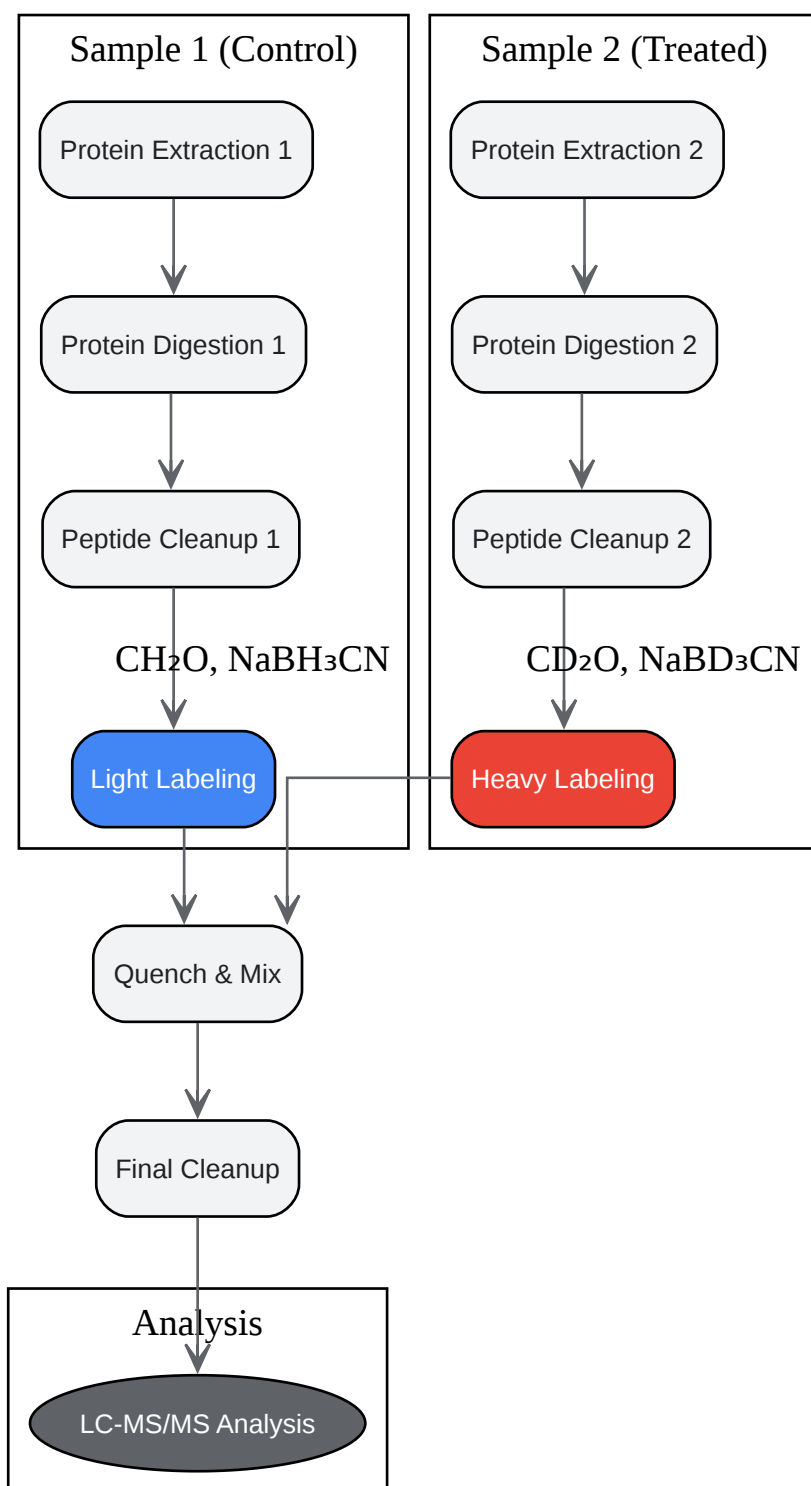 Sample 1 (Control)
Protein Extraction 1
Protein Digestion 1
Peptide Cleanup 1
CH₂O, NaBH₃CN
Light Labeling
Sample 2 (Treated)
Protein Extraction 2
Protein Digestion 2
Peptide Cleanup 2
CD₂O, NaBD₃CN
Heavy Labeling
Quench & Mix
Final Cleanup
Analysis
LC-MS/MS Analysis